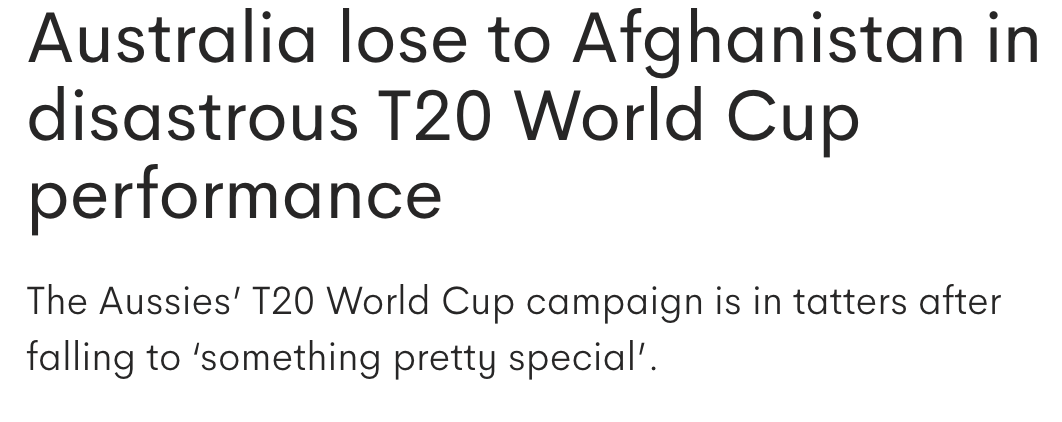 Australia lose to Afghanistan in
disastrous T20 World Cup
performance
The Aussies’ T20 World Cup campaign is in tatters after
falling to ‘something pretty special’.